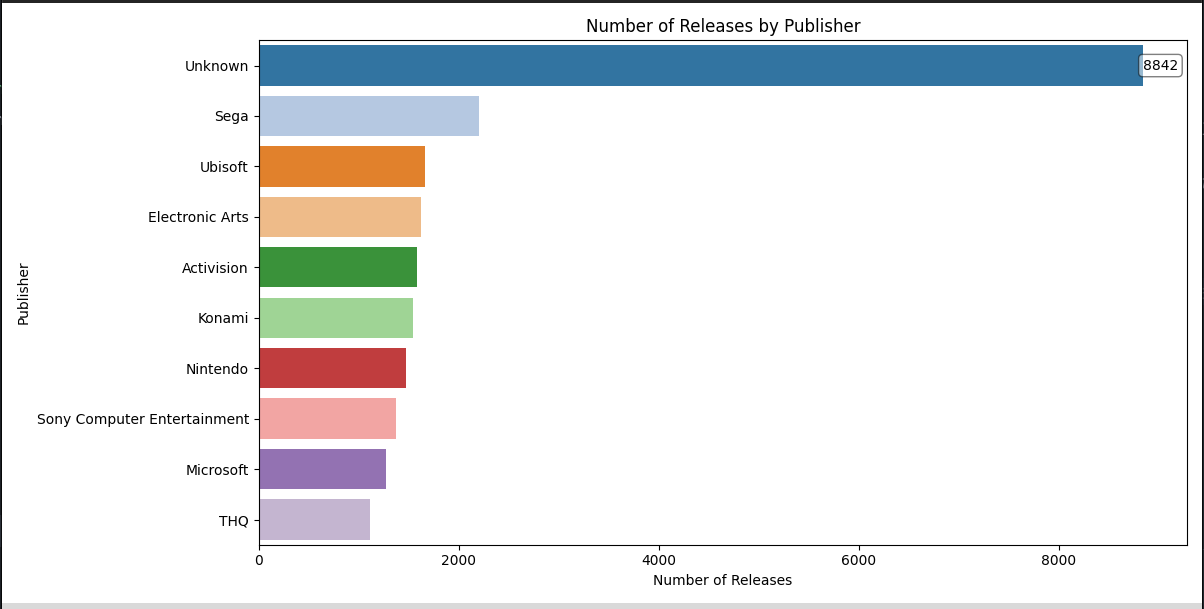 Number of Releases by Publisher
Unknown
8842
Sega
Ubisoft
Electronic Arts
Activision
Konami
Nintendo
Sony Computer Entertainment
Microsoft
THQ
Publisher
0 2000 4000 6000 8000
Number of Releases